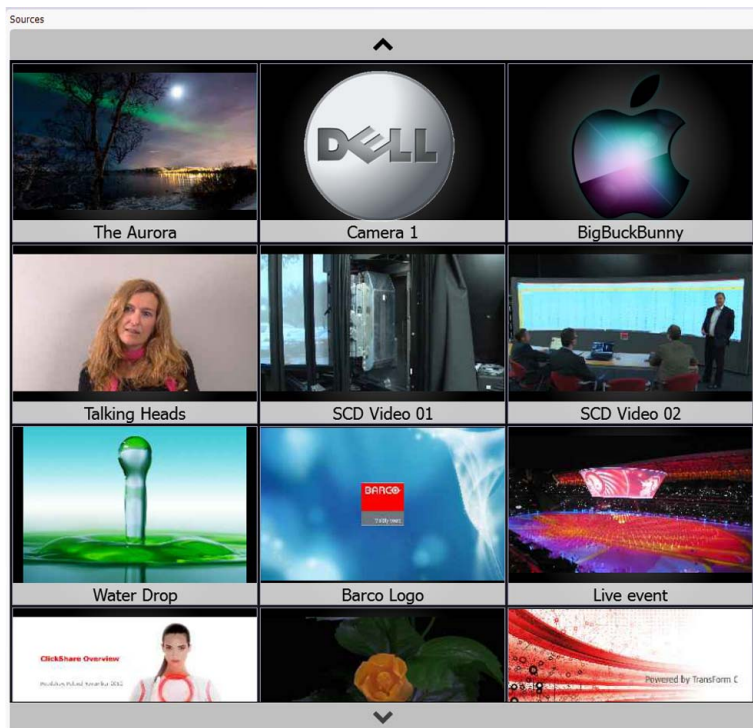 Sources
DELL
The Aurora
Camera 1
BigBuckBunny
Talking Heads
SCD Video 01
SCD Video 02
BARCO
Water Drop
Barco Logo
Live event
ClickShare Overview
Powered by TransForm C